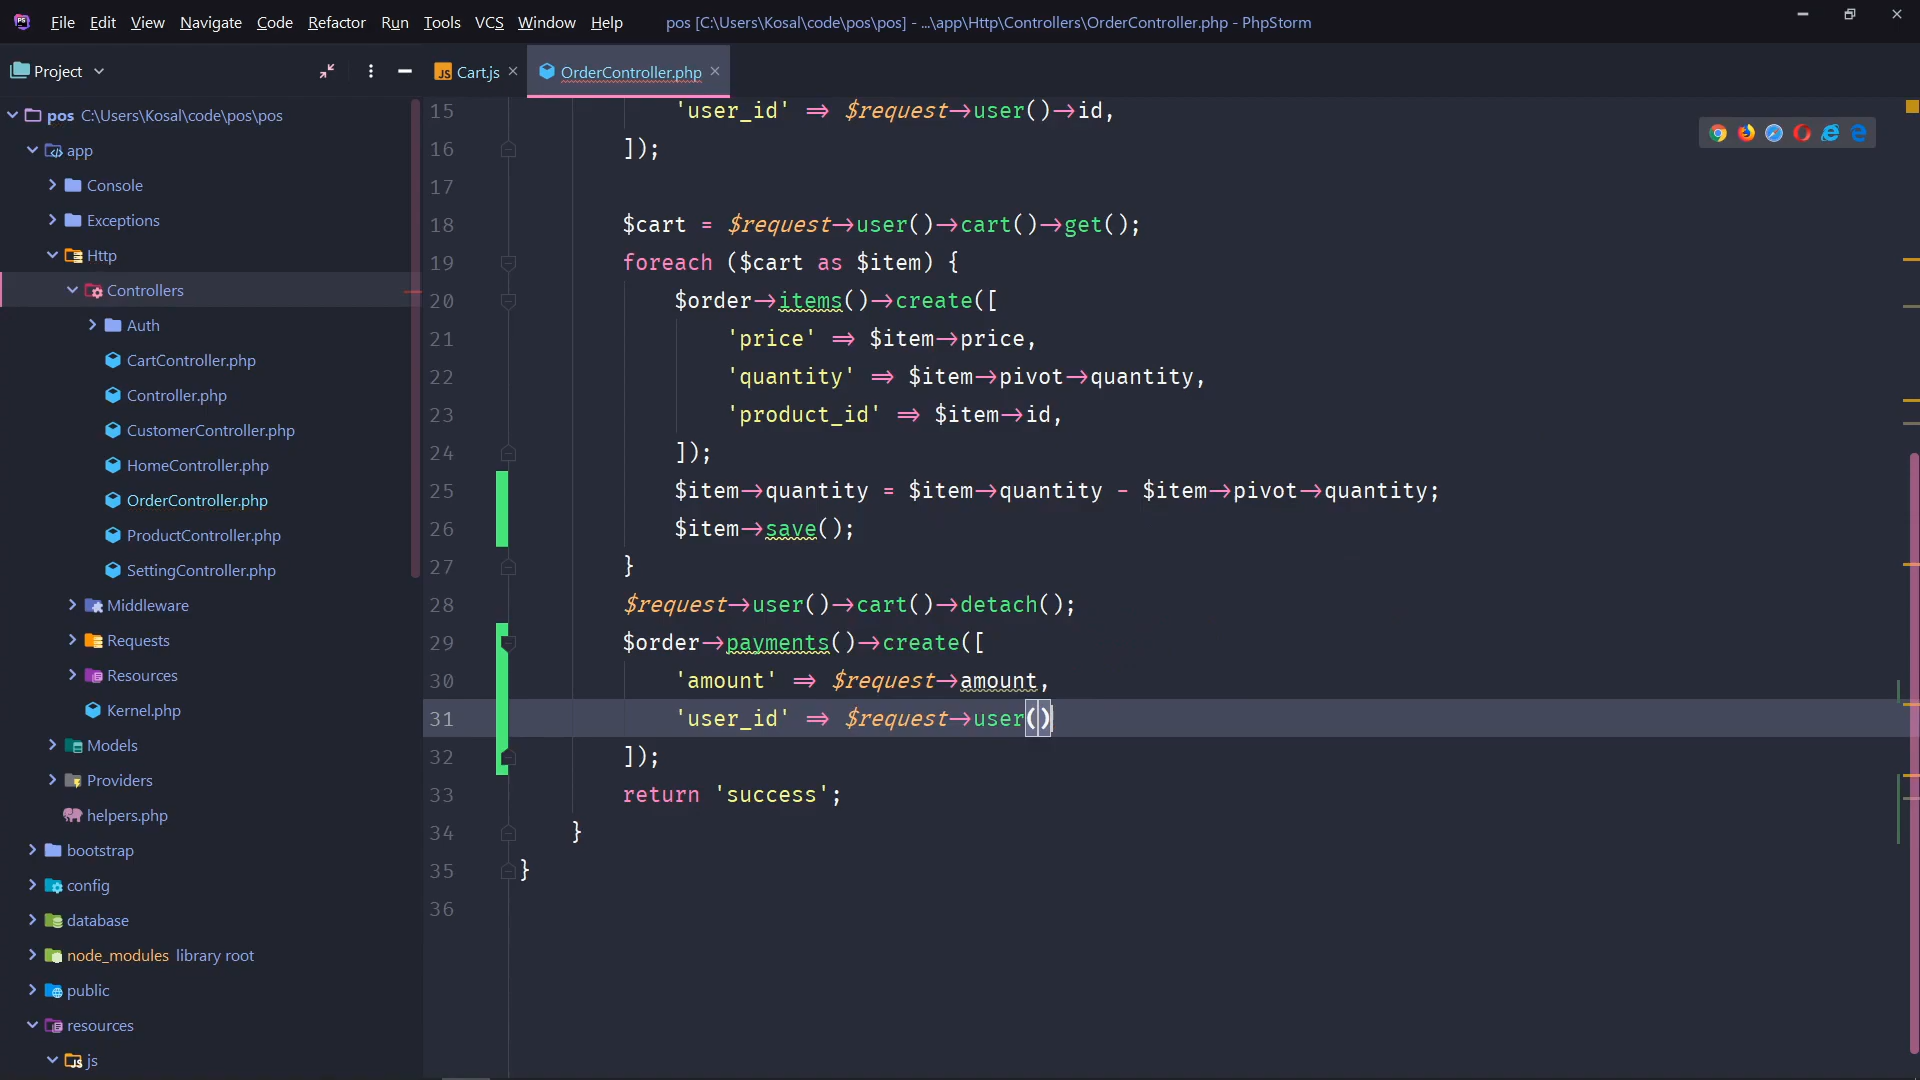 File Edit View Navigate Code Refactor Run Tools VCS Window Help pos [C:\Users\Kosal\code\pos\pos] - ...\app\Http\Controllers\OrderController.php - PhpStorm
Project
Cart.js
OrderController.php
pos C:\Users\Kosal\code\pos\pos
app
Console
Exceptions
Http
Controllers
Auth
CartController.php
Controller.php
CustomerController.php
HomeController.php
OrderController.php
ProductController.php
SettingController.php
Middleware
Requests
Resources
Kernel.php
Models
Providers
helpers.php
bootstrap
config
database
node_modules library root
public
resources
js
15 'user_id' => $request->user()->id,
16 ]);
17
18 $cart = $request->user()->cart()->get();
19 foreach ($cart as $item) {
20 $order->items()->create([
21 'price' => $item->price,
22 'quantity' => $item->pivot->quantity,
23 'product_id' => $item->id,
24 ]);
25 $item->quantity = $item->quantity - $item->pivot->quantity;
26 $item->save();
27 }
28 $request->user()->cart()->detach();
29 $order->payments()->create([
30 'amount' => $request->amount,
31 'user_id' => $request->user()
32 ]);
33 return 'success';
34 }
35 }
36